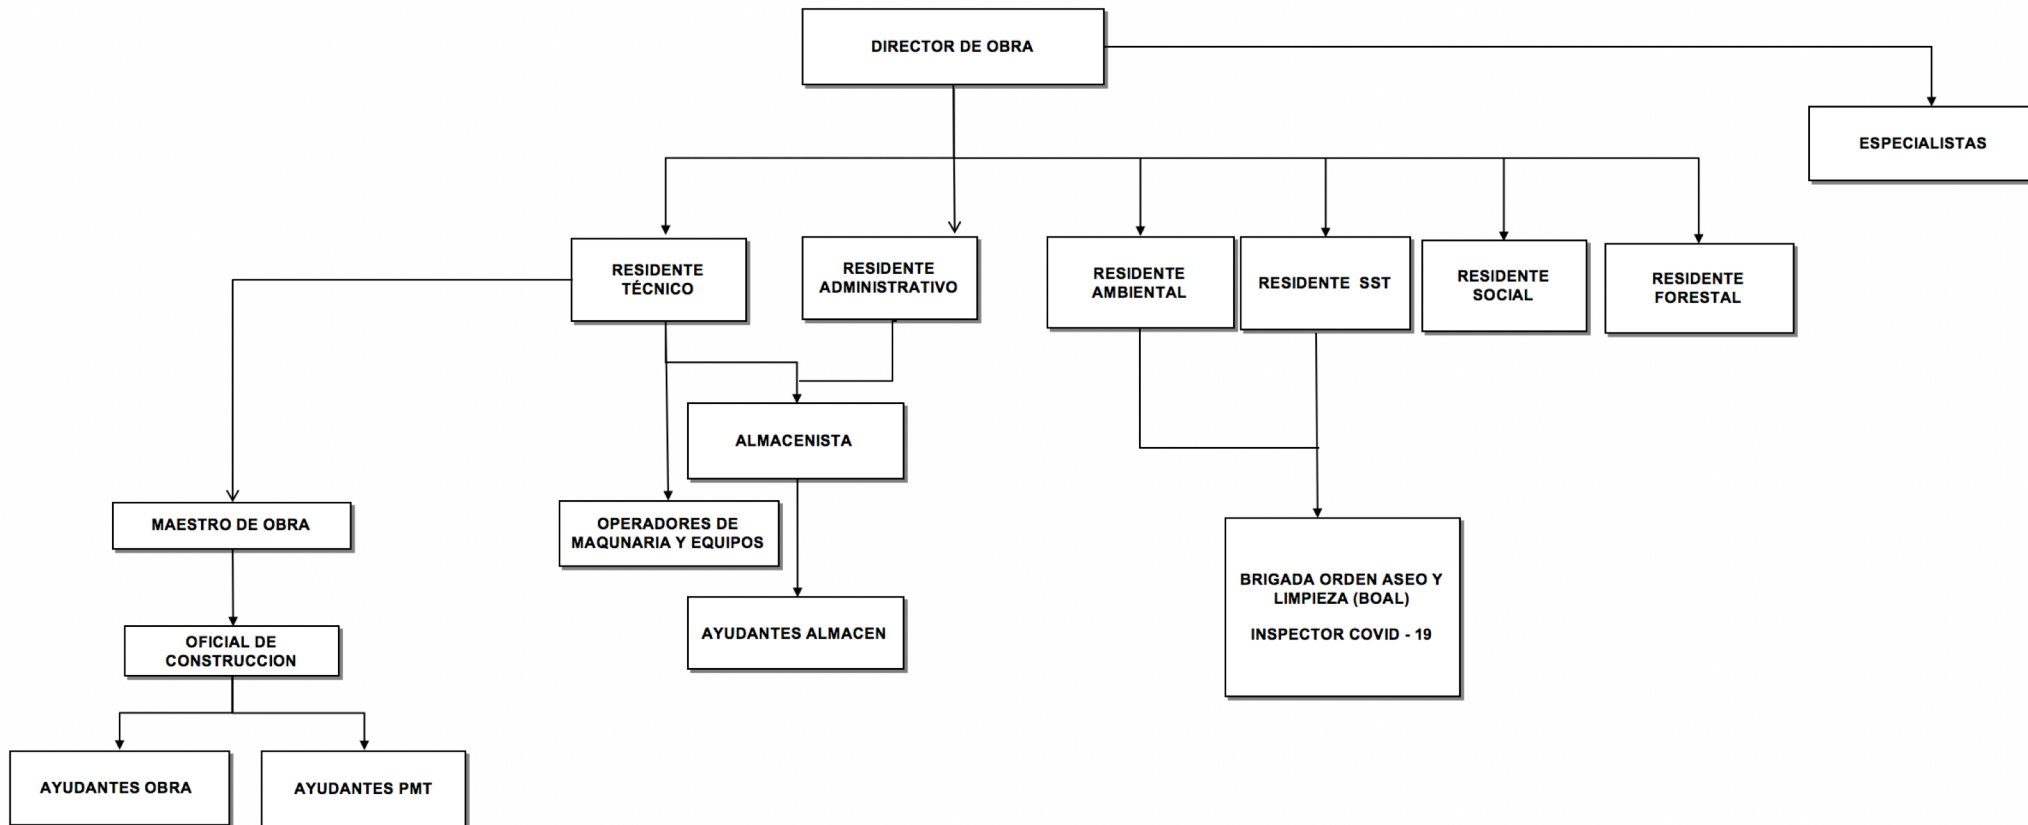 DIRECTOR DE OBRA
ESPECIALISTAS
RESIDENTE
TÉCNICO
RESIDENTE
ADMINISTRATIVO
RESIDENTE
AMBIENTAL
RESIDENTE SST
RESIDENTE
SOCIAL
RESIDENTE
FORESTAL
ALMACENISTA
MAESTRO DE OBRA
OPERADORES DE
MAQUNARIA Y EQUIPOS
BRIGADA ORDEN ASEO Y
LIMPIEZA (BOAL)
INSPECTOR COVID - 19
AYUDANTES ALMACEN
OFICIAL DE
CONSTRUCCION
AYUDANTES OBRA
AYUDANTES PMT